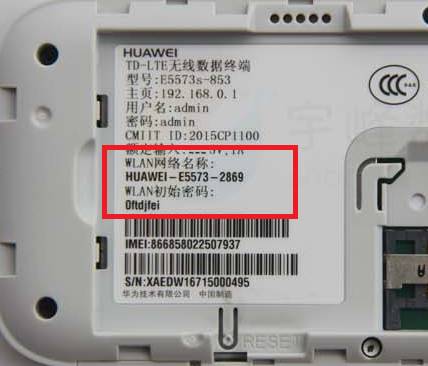 HUAWEI
TD-LTE无线数据终端
型号:E5573s-853
主页:192.168.0.1
用户名:admin
密码:admin
CMIIT ID:2015CP1100
额定输入:
WLAN网络名称:
HUAWEI-E5573-2869
WLAN初始密码:
0ftdjfei
IMEI:866858022507937
S/N:XAEDW16715000495
华为技术有限公司 中国制造
RESET